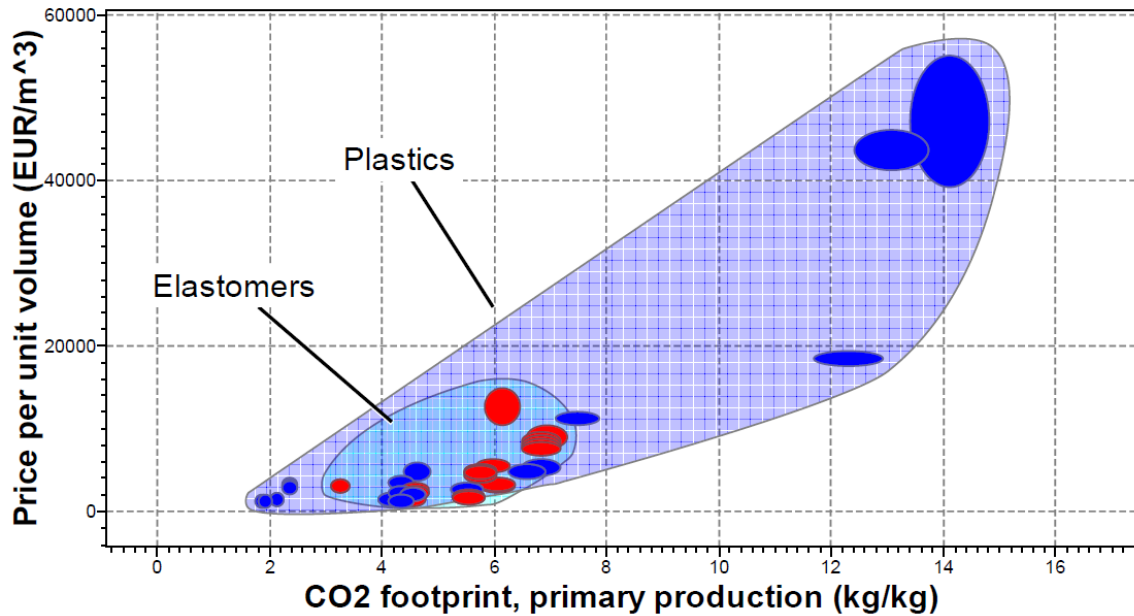 Price per unit volume (EUR/m^3)
60000
40000
20000
0
Plastics
Elastomers
0 2 4 6 8 10 12 14 16
CO2 footprint, primary production (kg/kg)